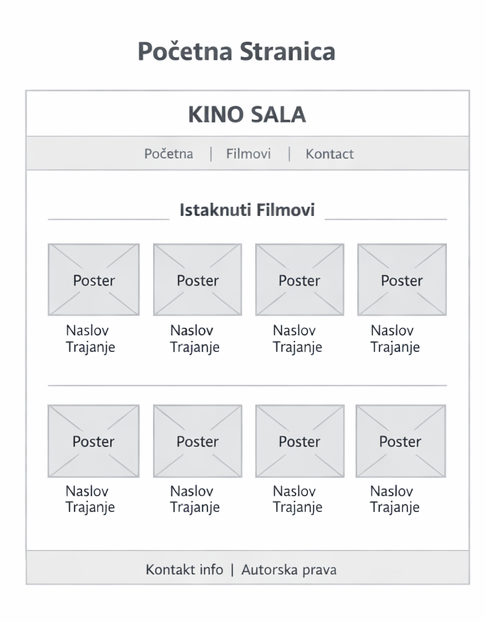 Početna Stranica
KINO SALA
Početna | Filmovi | Kontact
Istaknuti Filmovi
Poster Poster Poster Poster
Naslov Naslov Naslov Naslov
Trajanje Trajanje Trajanje Trajanje
Poster Poster Poster Poster
Naslov Naslov Naslov Naslov
Trajanje Trajanje Trajanje Trajanje
Kontakt info | Autorska prava